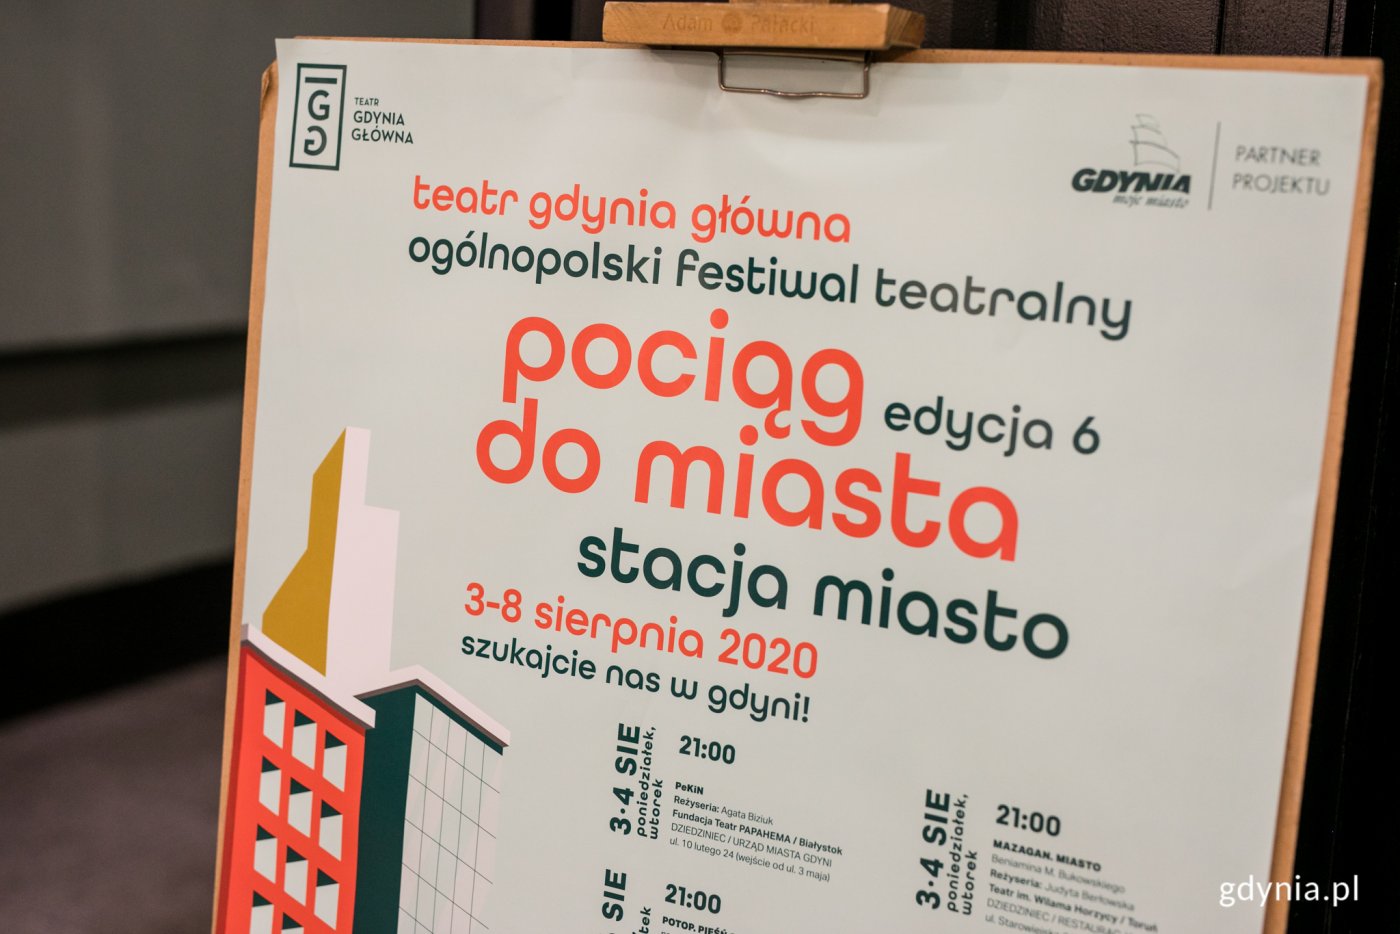 Adam Pałacki
TEATR
GDYNIA
GŁÓWNA
GDYNIA
moje miasto
PARTNER
PROJEKTU
teatr gdynia główna
ogólnopolski festiwal teatralny
pociąg
do miasta
edycja 6
stacja miasto
3-8 sierpnia 2020
szukajcie nas w gdyni!
3-4 SIE
poniedziałek,
wtorek
21:00
PeKiN
Reżyseria: Agata Biziuk
Fundacja Teatr PAPAHEMA / Białystok
DZIEDZINIEC / URZĄD MIASTA GDYNI
ul. 10 lutego 24 (wejście od ul. 3 maja)
3-4 SIE
poniedziałek,
wtorek
21:00
MAZAGAN. MIASTO
Beniamina M. Bukowskiego
Reżyseria: Judyta Berłowska
Teatr im. Wilama Horzycy / Toruń
DZIEDZINIEC /
ul.
SIE
21:00
POTOP.
gdynia.pl